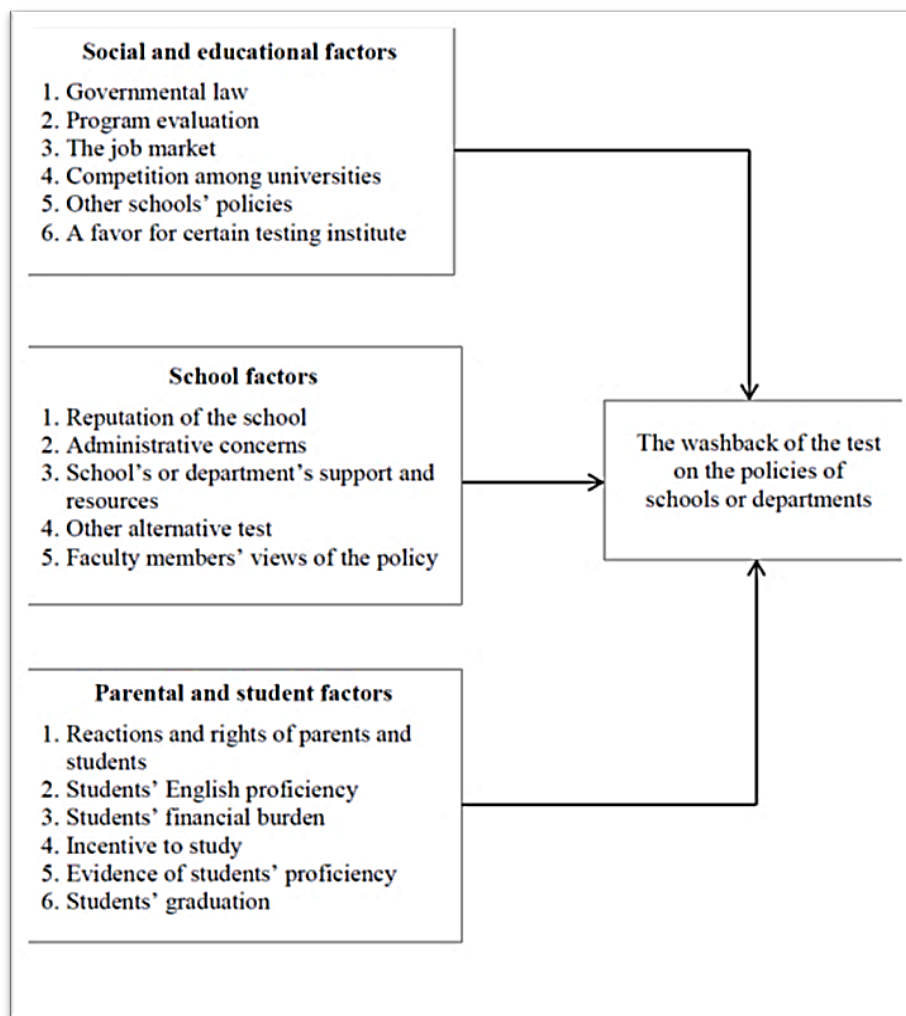 Social and educational factors
1. Governmental law
2. Program evaluation
3. The job market
4. Competition among universities
5. Other schools’ policies
6. A favor for certain testing institute
School factors
1. Reputation of the school
2. Administrative concerns
3. School’s or department’s support and
resources
4. Other alternative test
5. Faculty members’ views of the policy
The washback of the test
on the policies of
schools or departments
Parental and student factors
1. Reactions and rights of parents and
students
2. Students’ English proficiency
3. Students’ financial burden
4. Incentive to study
5. Evidence of students’ proficiency
6. Students’ graduation